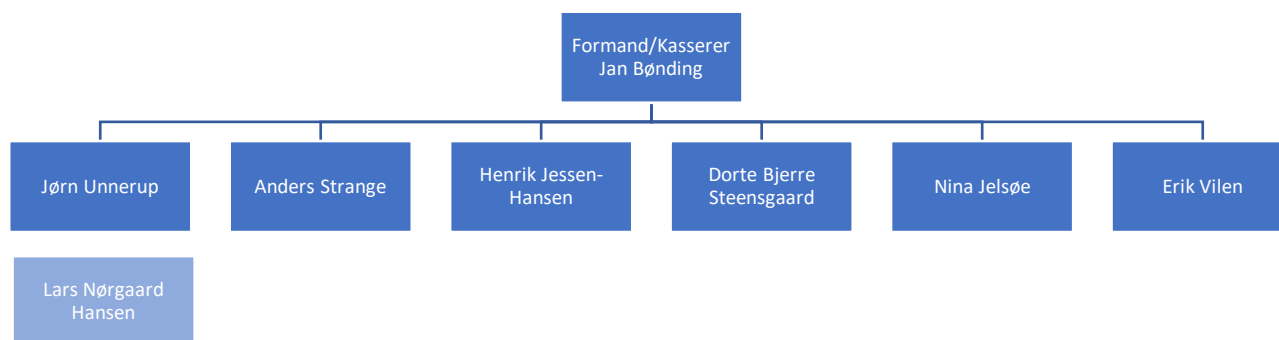 Formand/Kasserer
Jan Bønding
Jørn Unnerup
Anders Strange
Henrik Jessen-
Hansen
Dorte Bjerre
Steensgaard
Nina Jelsøe
Erik Vilen
Lars Nørgaard
Hansen